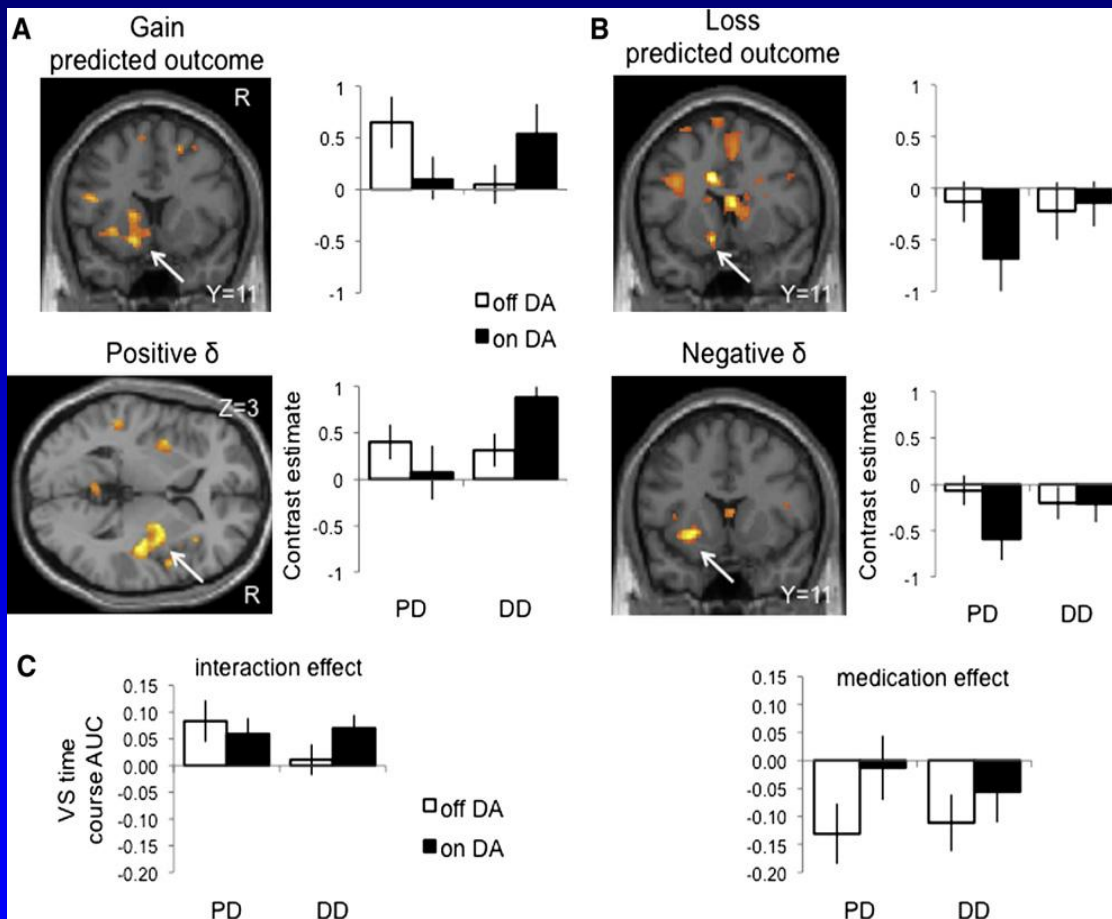 A
Gain
predicted outcome
R
Y=11
1
0.5
0
-0.5
-1
off DA
on DA
Positive δ
Z=3
R
Contrast estimate
1
0.5
0
-0.5
-1
PD DD
B
Loss
predicted outcome
Y=11
1
0.5
0
-0.5
-1
Negative δ
Y=11
Contrast estimate
1
0.5
0
-0.5
-1
PD DD
C
interaction effect
VS time
course AUC
0.15
0.10
0.05
0.00
-0.05
-0.10
-0.15
-0.20
PD DD
off DA
on DA
medication effect
0.15
0.10
0.05
0.00
-0.05
-0.10
-0.15
-0.20
PD DD